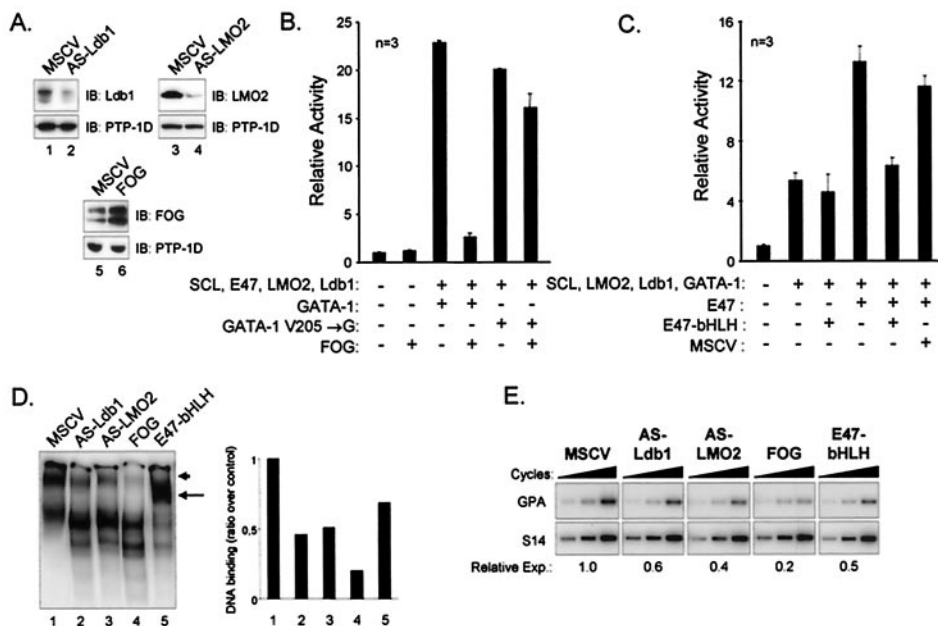 A.
MSCV
AS-Ldb1
IB: Ldb1
IB: PTP-1D
1 2
MSCV
AS-LMO2
IB: LMO2
IB: PTP-1D
3 4
MSCV
FOG
IB: FOG
IB: PTP-1D
5 6
B.
n=3
Relative Activity
25
20
15
10
5
0
SCL, E47, LMO2, Ldb1: - - + + + +
GATA-1: - - + + - -
GATA-1 V205→G: - - - - + +
FOG: - + - + - +
C.
n=3
Relative Activity
16
12
8
4
0
SCL, LMO2, Ldb1, GATA-1: - + + + + +
E47: - - - + + +
E47-bHLH: - - + - + -
MSCV: - - - - - +
D.
MSCV
AS-Ldb1
AS-LMO2
FOG
E47-bHLH
1 2 3 4 5
DNA binding (ratio over control)
1
0.5
0
1 2 3 4 5
E.
MSCV AS-Ldb1 AS-LMO2 FOG E47-bHLH
Cycles:
GPA
S14
Relative Exp.: 1.0 0.6 0.4 0.2 0.5